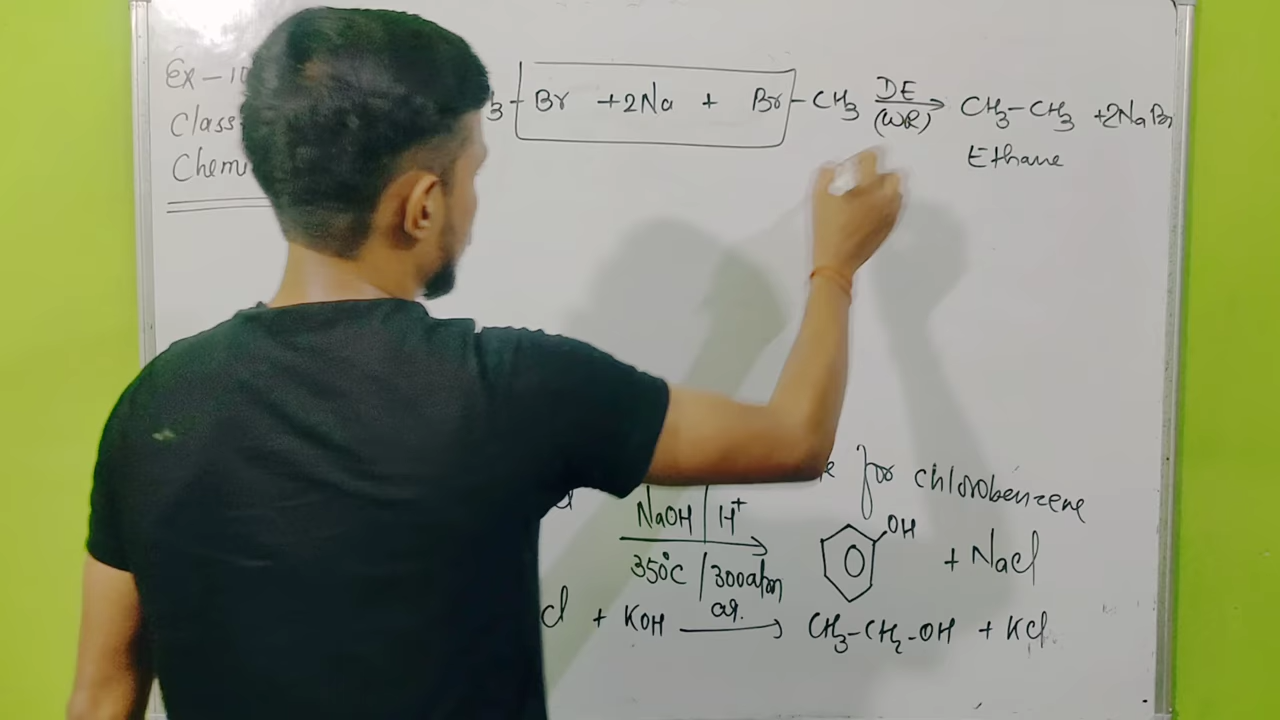 Ex - 10
Class
Chem
3 - Br + 2Na + Br - CH3 DE (WR) → CH3 - CH3 + 2NaBr
Ethane
for chlorobenzene
NaOH | H+
350°C / 300atm
OH
+ NaCl
Cl + KOH aq. → CH3 - CH2 - OH + KCl